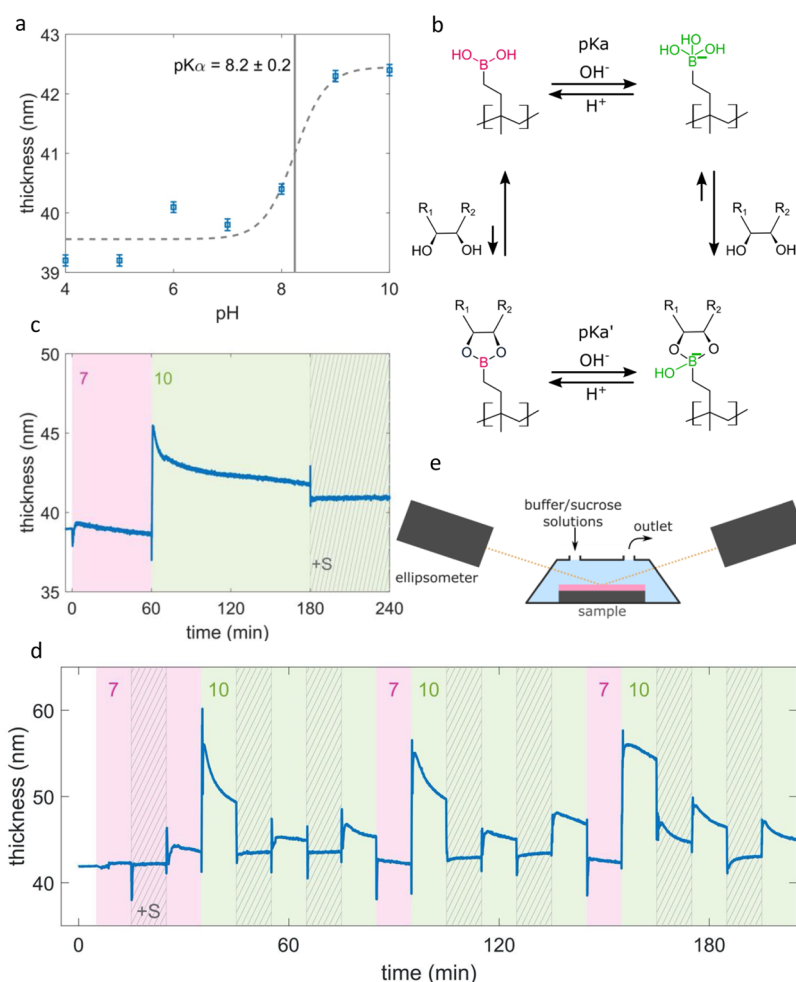 a
43
42
41
40
39
thickness (nm)
pKα = 8.2 ± 0.2
4
6
8
10
pH
b
HO
OH
B
pKa
OH-
H+
HO
HO
OH
B
R1
R2
HO
OH
R1
R2
HO
OH
R1
R2
O
O
B
pKa'
OH-
H+
R1
R2
O
O
HO
B
c
50
45
40
35
thickness (nm)
7
10
+S
0
60
120
180
240
time (min)
e
buffer/sucrose
solutions
outlet
ellipsometer
sample
d
60
50
40
thickness (nm)
7
10
7
10
7
10
+S
0
60
120
180
time (min)